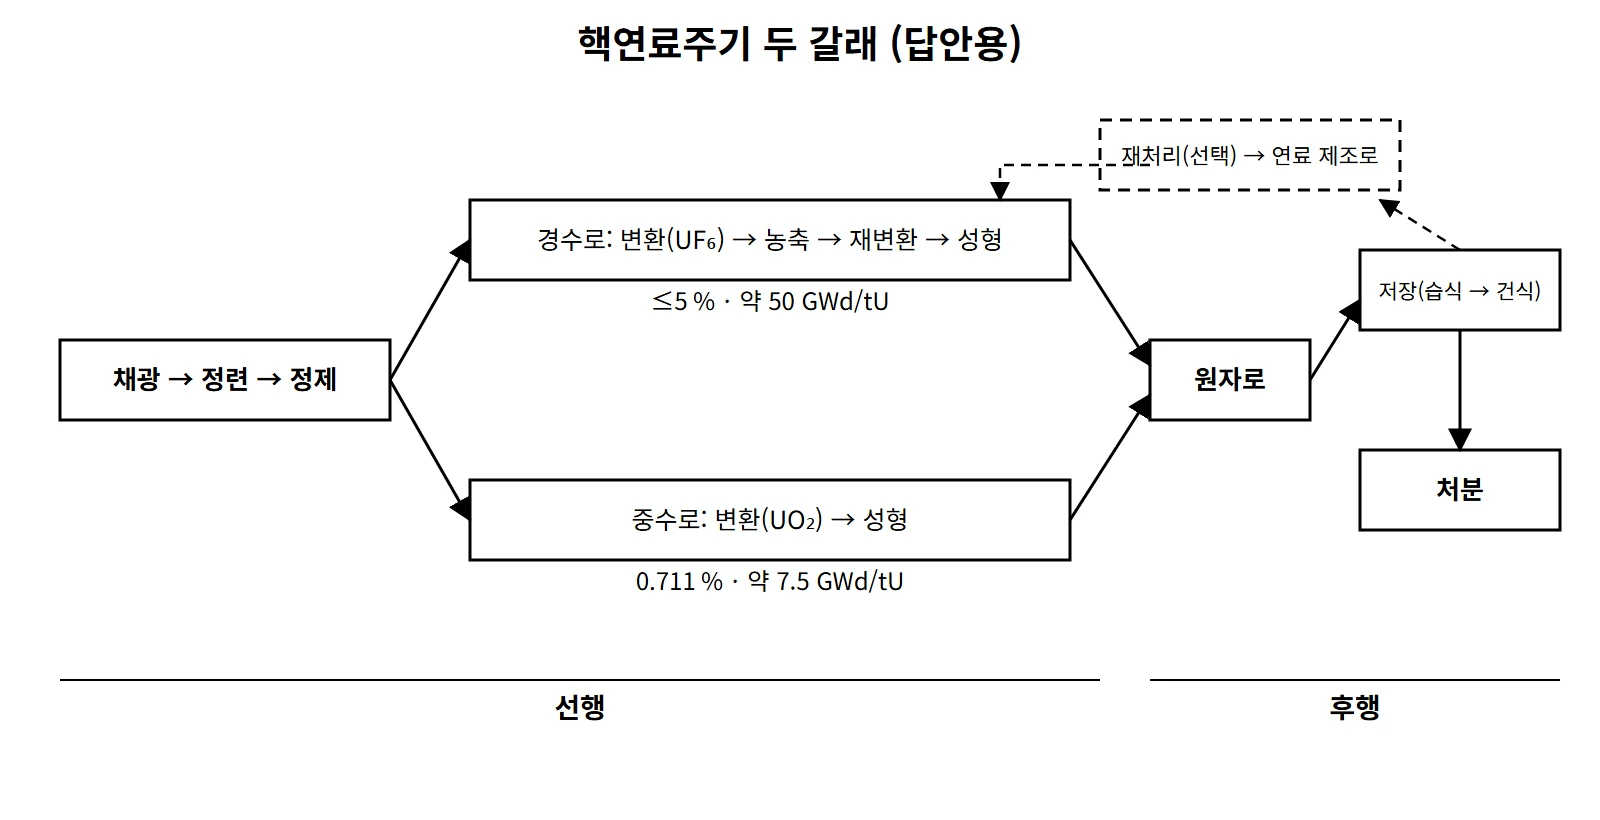 핵연료주기 두 갈래 (답안용)
재처리(선택) → 연료 제조로
경수로: 변환(UF₆) → 농축 → 재변환 → 성형
≤5 % · 약 50 GWd/tU
저장(습식 → 건식)
채광 → 정련 → 정제
원자로
처분
중수로: 변환(UO₂) → 성형
0.711 % · 약 7.5 GWd/tU
선행
후행